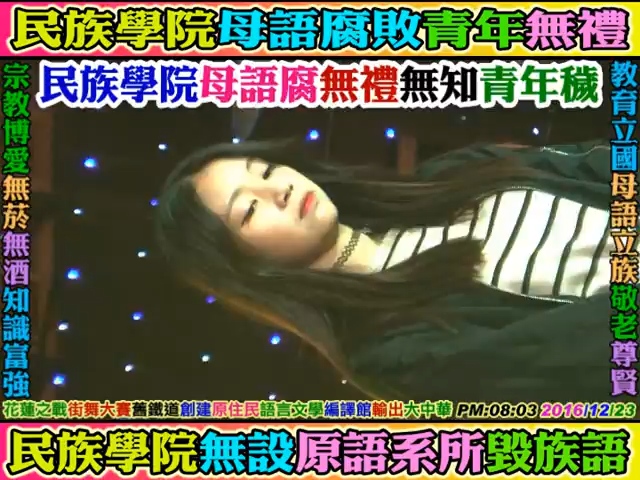 民族學院母語腐敗青年無禮
民族學院母語腐無禮無知青年穢
宗教博愛無菸無酒知識富強
教育立國母語立族敬老尊賢
花蓮之戰街舞大賽舊鐵道創建原住民語言文學編譯館輸出大中華 PM:08:03 2016/12/23
民族學院無設原語系所毀族語